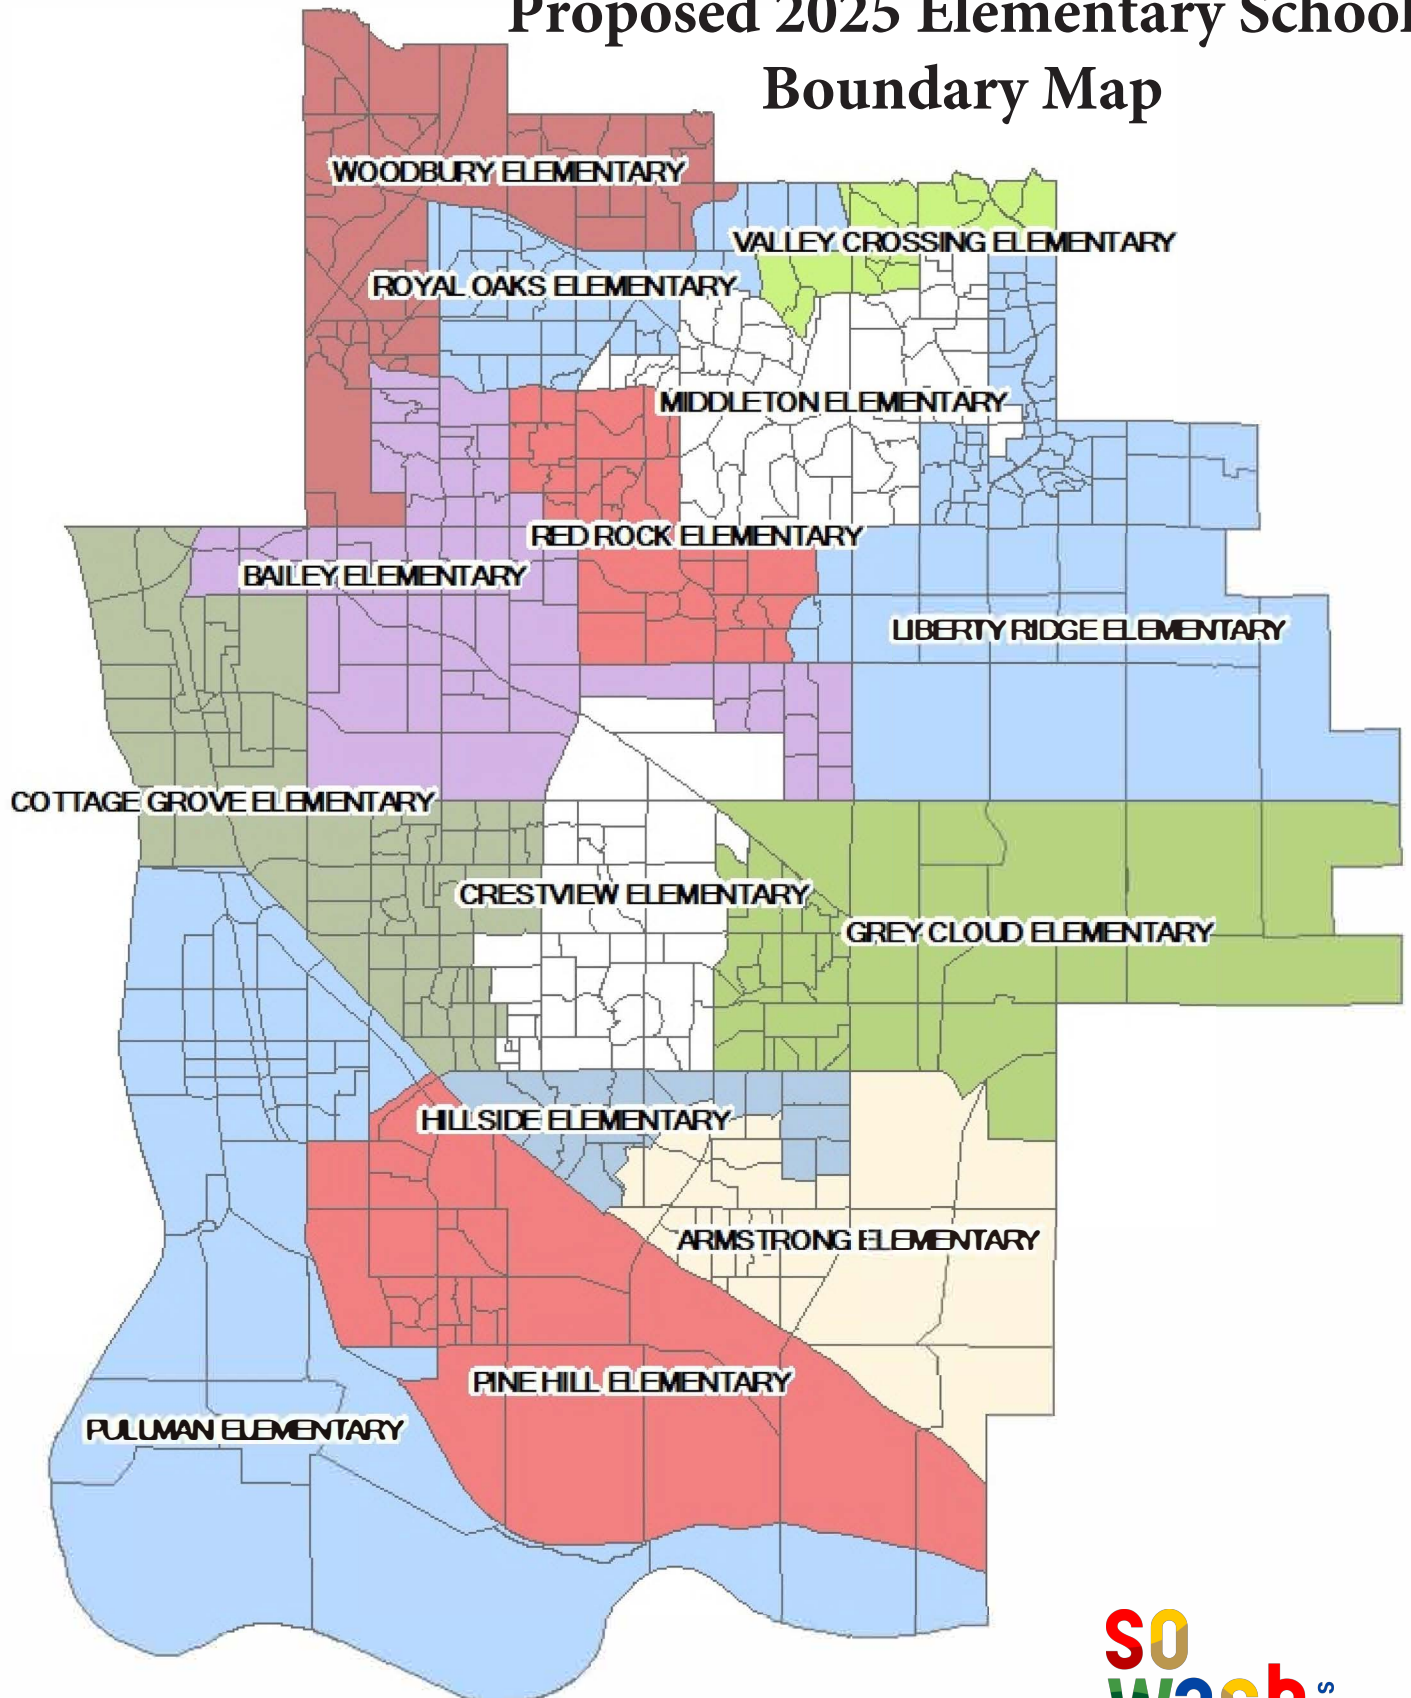 Proposed 2025 Elementary School
Boundary Map
WOODBURY ELEMENTARY
VALLEY CROSSING ELEMENTARY
ROYAL OAKS ELEMENTARY
MIDDLETON ELEMENTARY
RED ROCK ELEMENTARY
BAILEY ELEMENTARY
LIBERTY RIDGE ELEMENTARY
COTTAGE GROVE ELEMENTARY
CRESTVIEW ELEMENTARY
GREY CLOUD ELEMENTARY
HILLSIDE ELEMENTARY
ARMSTRONG ELEMENTARY
PINE HILL ELEMENTARY
PULLMAN ELEMENTARY
so
wash